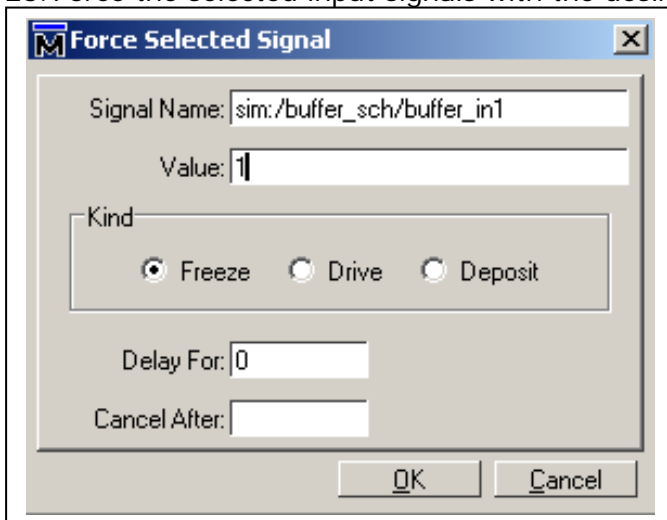 Force Selected Signal
Signal Name: sim:/buffer_sch/buffer_in1
Value: 1
Kind
Freeze Drive Deposit
Delay For: 0
Cancel After:
OK Cancel